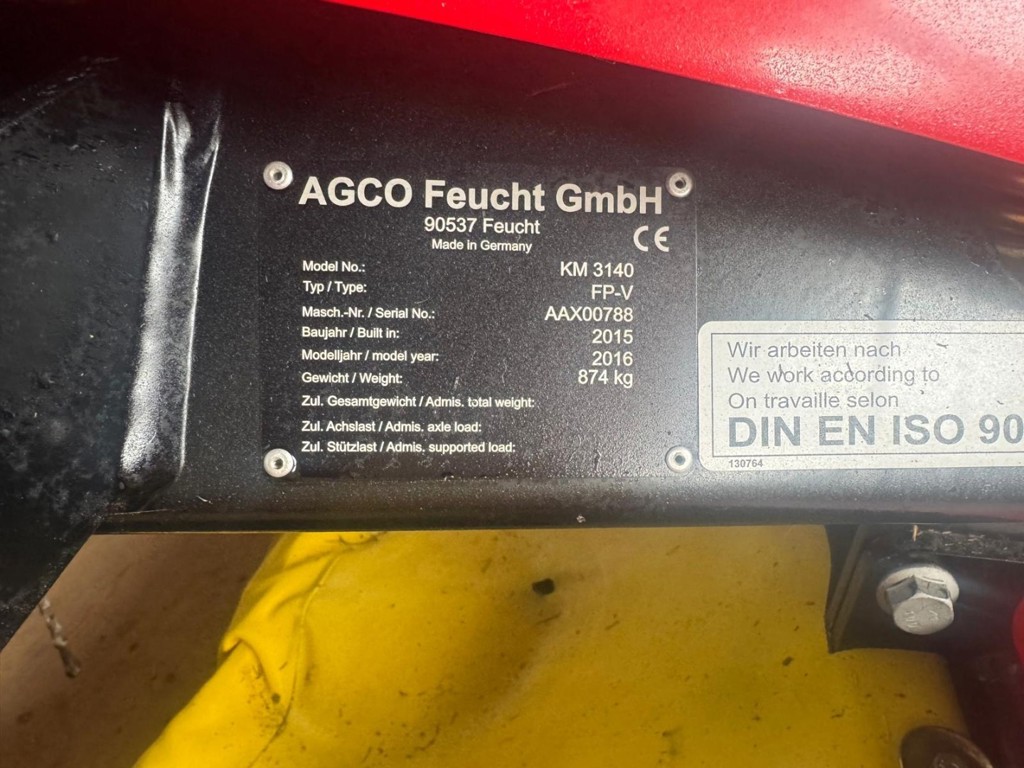 AGCO Feucht GmbH
90537 Feucht
Made in Germany
CE
Model No.: KM 3140
Typ / Type: FP-V
Masch.-Nr. / Serial No.: AAX00788
Baujahr / Built in: 2015
Modelljahr / model year: 2016
Gewicht / Weight: 874 kg
Zul. Gesamtgewicht / Admis. total weight:
Zul. Achslast / Admis. axle load:
Zul. Stützlast / Admis. supported load:
Wir arbeiten nach
We work according to
On travaille selon
DIN EN ISO 90
130764